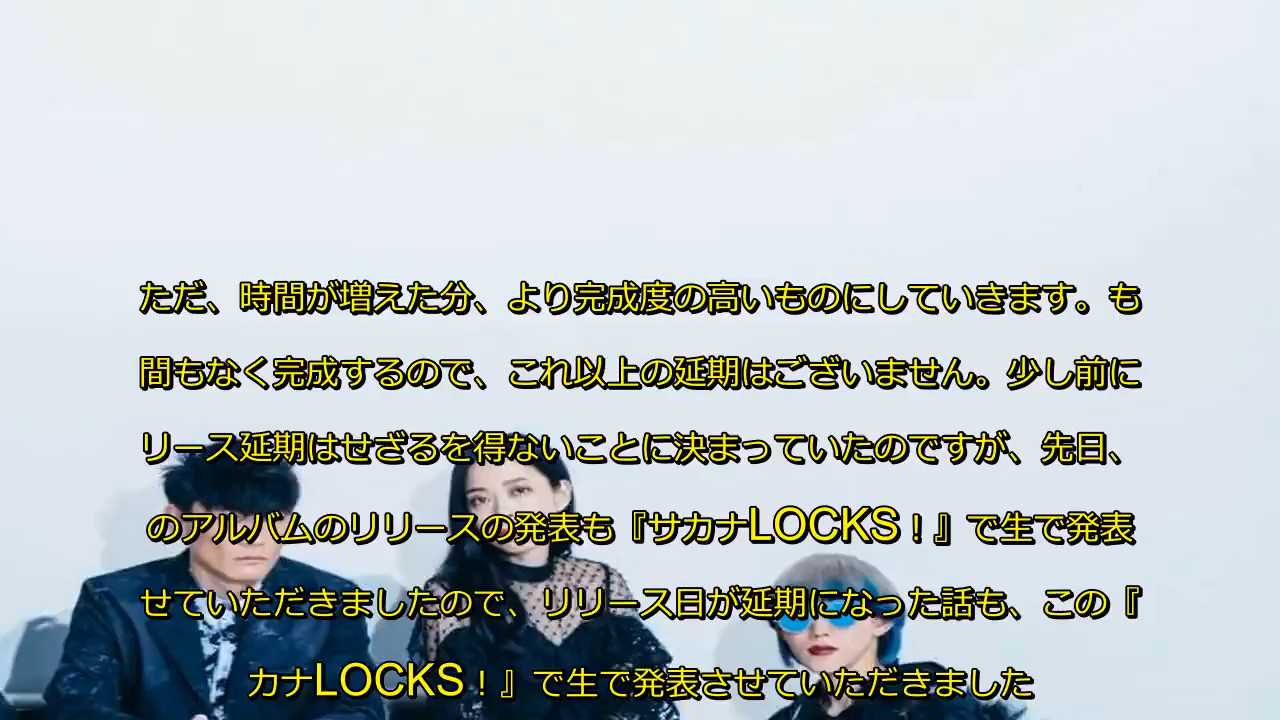 ただ、時間が増えた分、より完成度の高いものにしていきます。も
間もなく完成するので、これ以上の延期はございません。少し前に
リース延期はせざるを得ないことに決まっていたのですが、先日、
のアルバムのリリースの発表も『サカナLOCKS！』で生で発表
せていただきましたので、リリース日が延期になった話も、この『
カナLOCKS！』で生で発表させていただきました